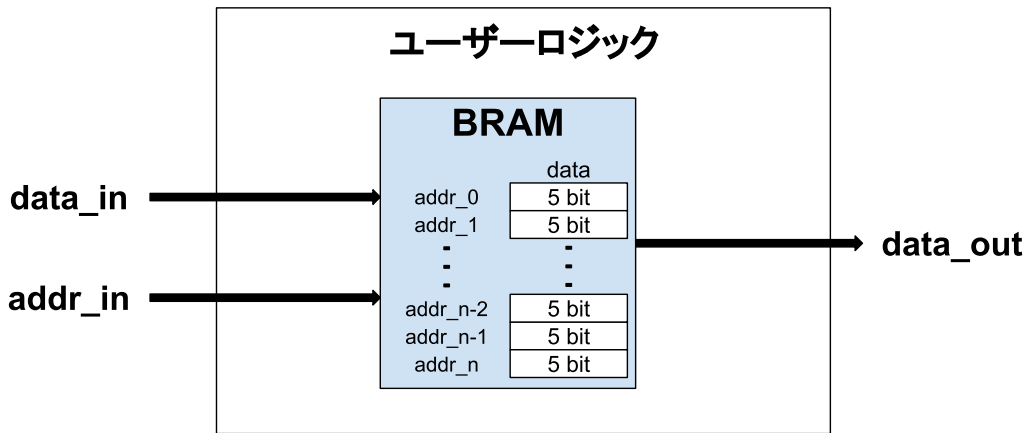 ユーザーロジック
BRAM
data
data_in
addr_0 5 bit
addr_1 5 bit
data_out
addr_in
addr_n-2 5 bit
addr_n-1 5 bit
addr_n 5 bit